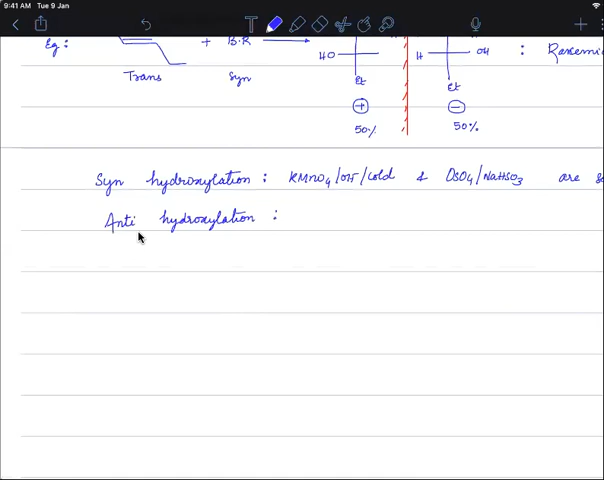 9:41 AM Tue 9 Jan
Eg: + B.R
HO H OH : Racemi
Trans Syn Et Et
+ −
50% 50%
Syn hydroxylation : KMnO4/OH/Cold & OSO4/NaHSO3 are s
Anti hydroxylation :